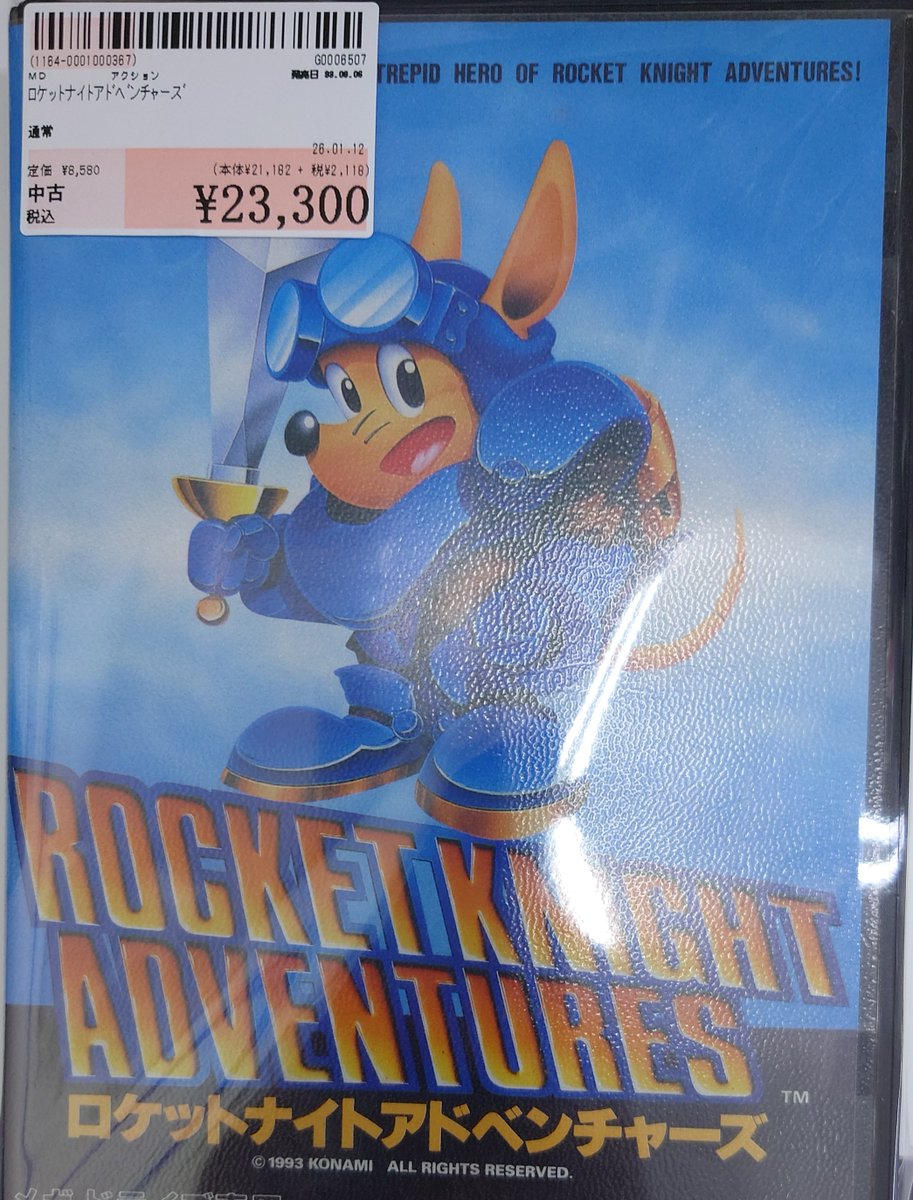 (1164-0001000367)
G0006507
MD アクション
発売日 93.08.06
ロケットナイトアドベンチャーズ
通常
26.01.12
定価 ¥8,580
(本体¥21,182 + 税¥2,118)
中古
税込
¥23,300
TREPID HERO OF ROCKET KNIGHT ADVENTURES!
ROCKET KNIGHT
ADVENTURES
TM
ロケットナイトアドベンチャーズ
©1993 KONAMI ALL RIGHTS RESERVED.